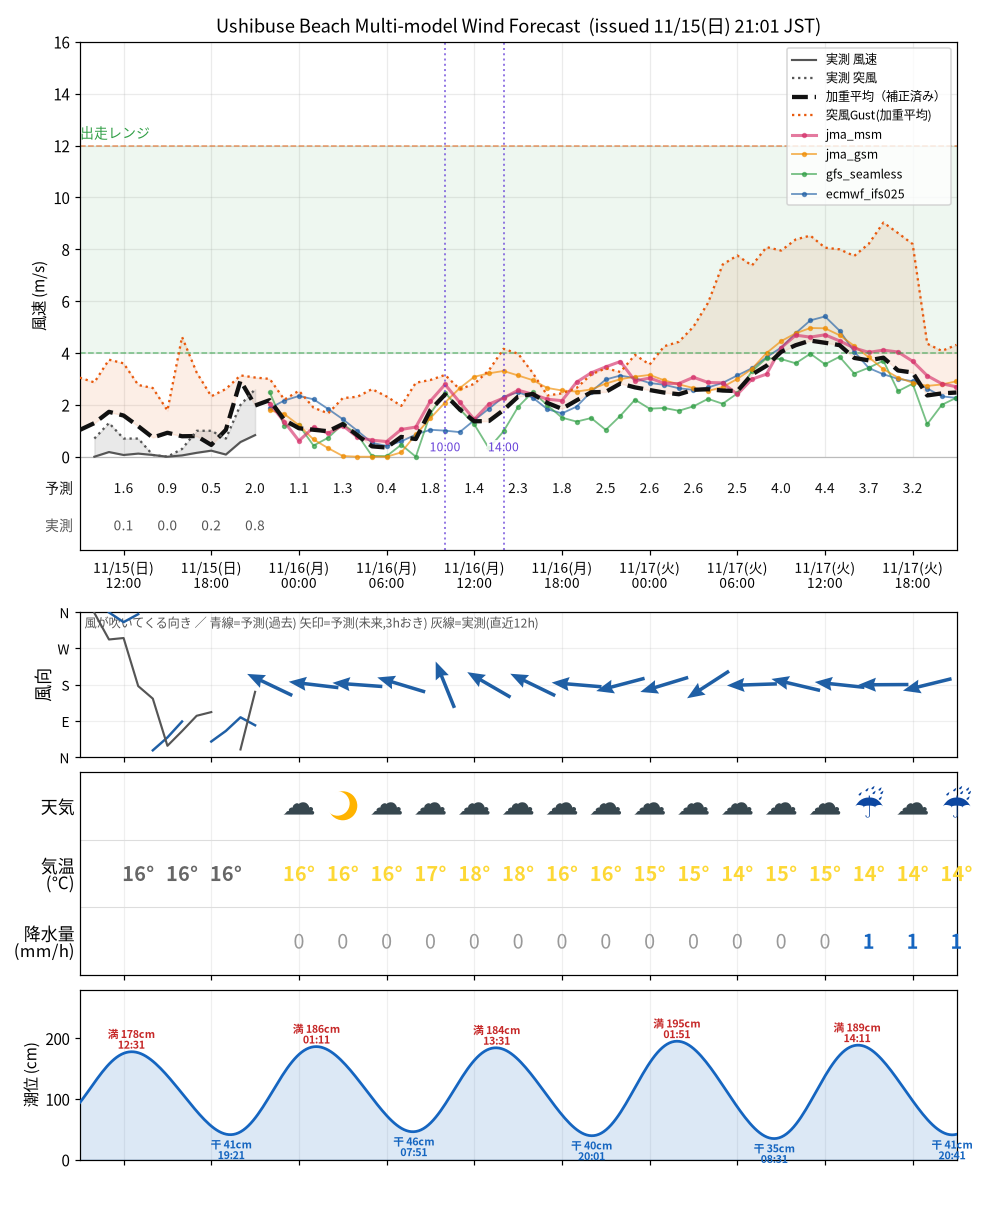 Ushibuse Beach Multi-model Wind Forecast (issued 11/15(日) 21:01 JST)
16
14
12
10
8
6
4
2
0
風速 (m/s)
出走レンジ
実測 風速
実測 突風
加重平均（補正済み）
突風Gust(加重平均)
jma_msm
jma_gsm
gfs_seamless
ecmwf_ifs025
10:00 14:00
予測 1.6 0.9 0.5 2.0 1.1 1.3 0.4 1.8 1.4 2.3 1.8 2.5 2.6 2.6 2.5 4.0 4.4 3.7 3.2
実測 0.1 0.0 0.2 0.8
11/15(日) 11/15(日) 11/16(月) 11/16(月) 11/16(月) 11/16(月) 11/17(火) 11/17(火) 11/17(火) 11/17(火)
12:00 18:00 00:00 06:00 12:00 18:00 00:00 06:00 12:00 18:00
風が吹いてくる向き ／ 青線=予測(過去) 矢印=予測(未来,3hおき) 灰線=実測(直近12h)
N
W
S
E
N
風向
天気
気温
(℃)
16° 16° 16° 16° 16° 16° 17° 18° 18° 16° 16° 15° 15° 14° 15° 15° 14° 14° 14°
降水量
(mm/h)
0 0 0 0 0 0 0 0 0 0 0 0 0 1 1 1
潮位 (cm)
200
100
0
満 178cm
12:31
満 186cm
01:11
満 184cm
13:31
満 195cm
01:51
満 189cm
14:11
干 41cm
19:21
干 46cm
07:51
干 40cm
20:01
干 35cm
08:31
干 41cm
20:41